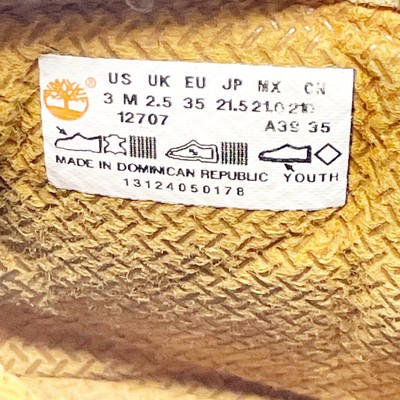 US UK EU JP MX CN
3 M 2.5 35 21.5 21.0 210
12707 A39 35
MADE IN DOMINICAN REPUBLIC YOUTH
13124050178